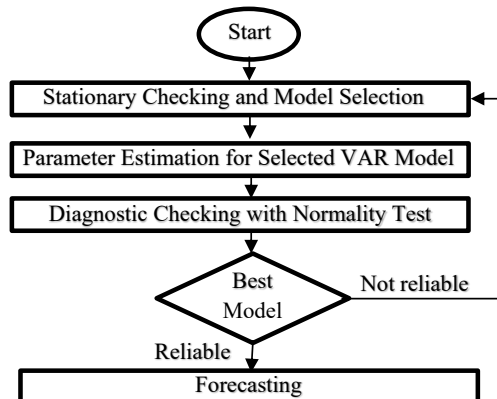 Start
Stationary Checking and Model Selection
Parameter Estimation for Selected VAR Model
Diagnostic Checking with Normality Test
Best
Model
Not reliable
Reliable
Forecasting